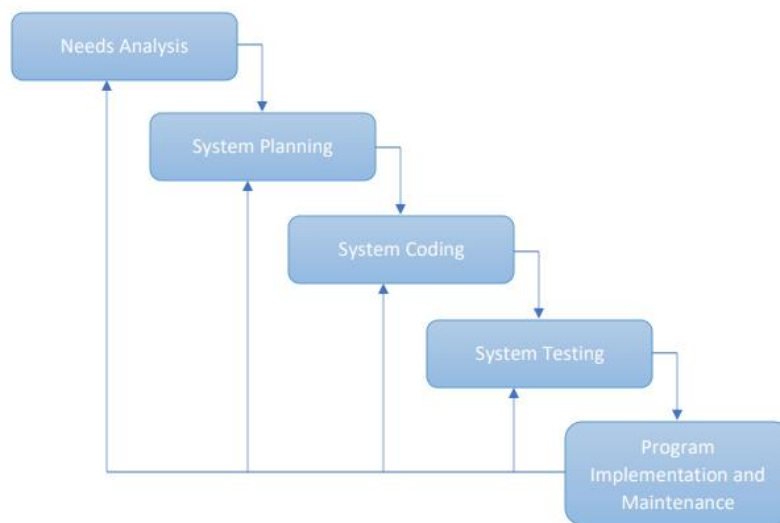 Needs Analysis
System Planning
System Coding
System Testing
Program
Implementation and
Maintenance